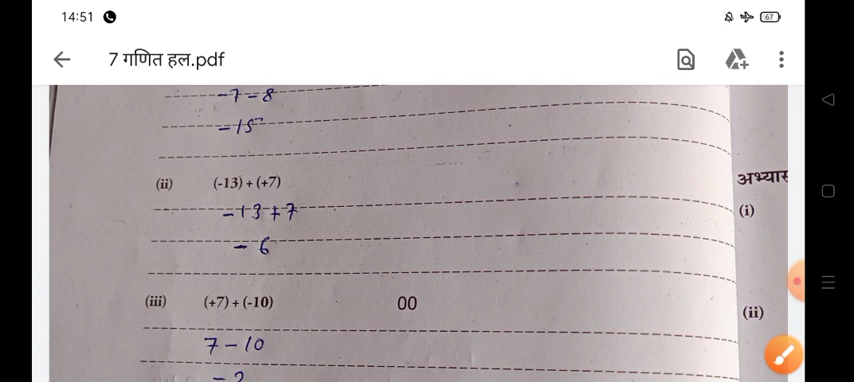 14:51
67
7 गणित हल.pdf
-7-8
-15
(ii) (-13) + (+7)
अभ्यास
-13+7
(i)
-6
(iii) (+7) + (-10)
00
(ii)
7-10